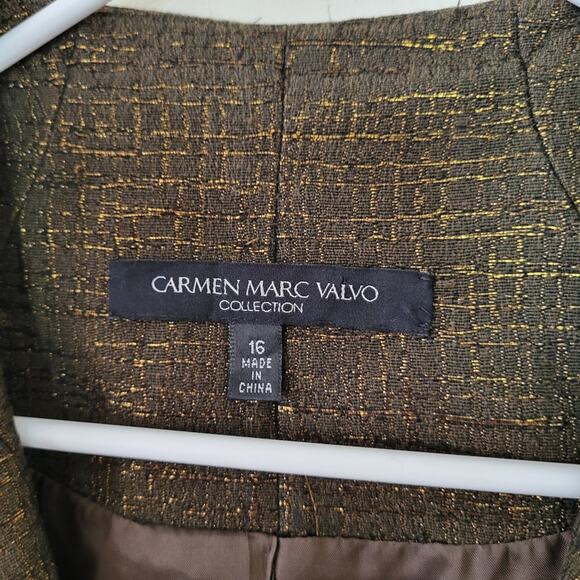 CARMEN MARC VALVO
COLLECTION
16
MADE
IN
CHINA